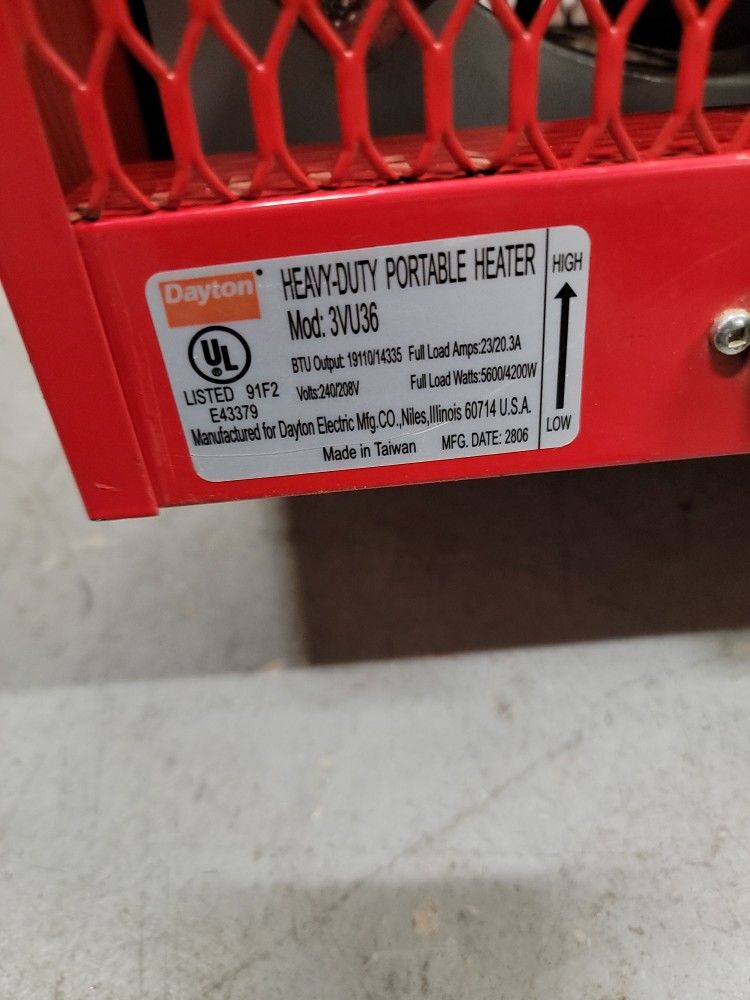 Dayton
HEAVY-DUTY PORTABLE HEATER
Mod: 3VU36
UL
®
LISTED 91F2
E43379
BTU Output: 19110/14335 Full Load Amps:23/20.3A
Volts:240/208V Full Load Watts:5600/4200W
Manufactured for Dayton Electric Mfg.CO.,Niles,Illinois 60714 U.S.A.
Made in Taiwan MFG. DATE: 2806
HIGH
LOW